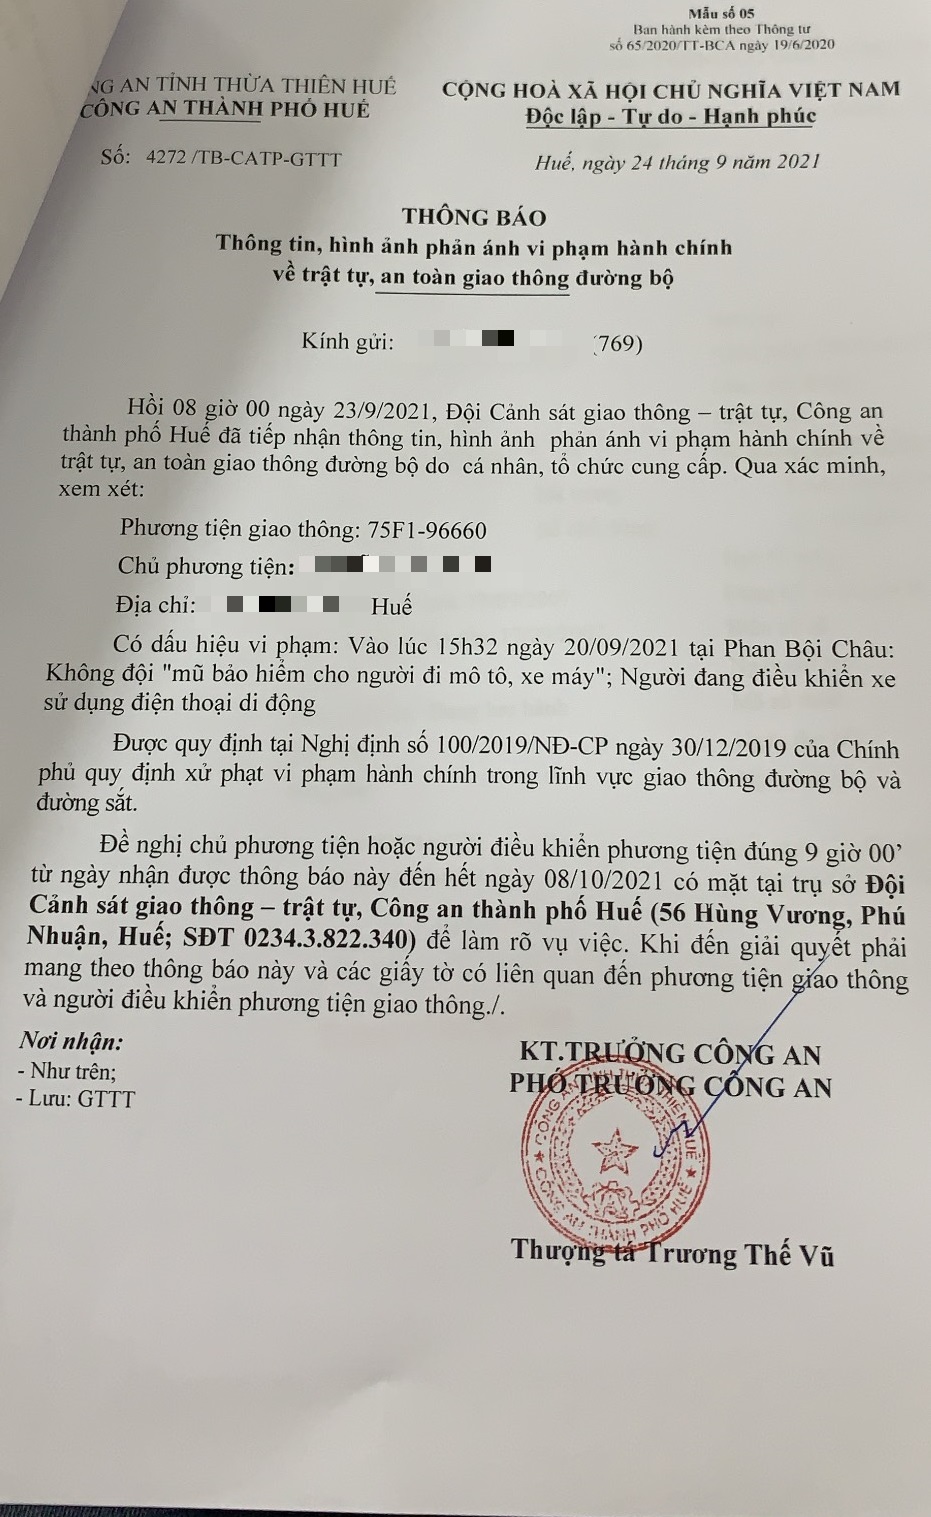 Mẫu số 05
Ban hành kèm theo Thông tư
số 65/2020/TT-BCA ngày 19/6/2020
NG AN TỈNH THỪA THIÊN HUẾ
CÔNG AN THÀNH PHỐ HUẾ
CỘNG HOÀ XÃ HỘI CHỦ NGHĨA VIỆT NAM
Độc lập - Tự do - Hạnh phúc
Số: 4272 /TB-CATP-GTTT
Huế, ngày 24 tháng 9 năm 2021
THÔNG BÁO
Thông tin, hình ảnh phản ánh vi phạm hành chính
về trật tự, an toàn giao thông đường bộ
Kính gửi: (769)
Hồi 08 giờ 00 ngày 23/9/2021, Đội Cảnh sát giao thông – trật tự, Công an
thành phố Huế đã tiếp nhận thông tin, hình ảnh phản ánh vi phạm hành chính về
trật tự, an toàn giao thông đường bộ do cá nhân, tổ chức cung cấp. Qua xác minh,
xem xét:
Phương tiện giao thông: 75F1-96660
Chủ phương tiện:
Địa chỉ: Huế
Có dấu hiệu vi phạm: Vào lúc 15h32 ngày 20/09/2021 tại Phan Bội Châu:
Không đội "mũ bảo hiểm cho người đi mô tô, xe máy"; Người đang điều khiển xe
sử dụng điện thoại di động
Được quy định tại Nghị định số 100/2019/NĐ-CP ngày 30/12/2019 của Chính
phủ quy định xử phạt vi phạm hành chính trong lĩnh vực giao thông đường bộ và
đường sắt.
Đề nghị chủ phương tiện hoặc người điều khiển phương tiện đúng 9 giờ 00’
từ ngày nhận được thông báo này đến hết ngày 08/10/2021 có mặt tại trụ sở Đội
Cảnh sát giao thông – trật tự, Công an thành phố Huế (56 Hùng Vương, Phú
Nhuận, Huế; SĐT 0234.3.822.340) để làm rõ vụ việc. Khi đến giải quyết phải
mang theo thông báo này và các giấy tờ có liên quan đến phương tiện giao thông
và người điều khiển phương tiện giao thông./.
Nơi nhận:
- Như trên;
- Lưu: GTTT
KT.TRƯỞNG CÔNG AN
PHÓ TRƯỞNG CÔNG AN
CÔNG AN TỈNH THỪA THIÊN HUẾ
CÔNG AN THÀNH PHỐ HUẾ
Thượng tá Trương Thế Vũ